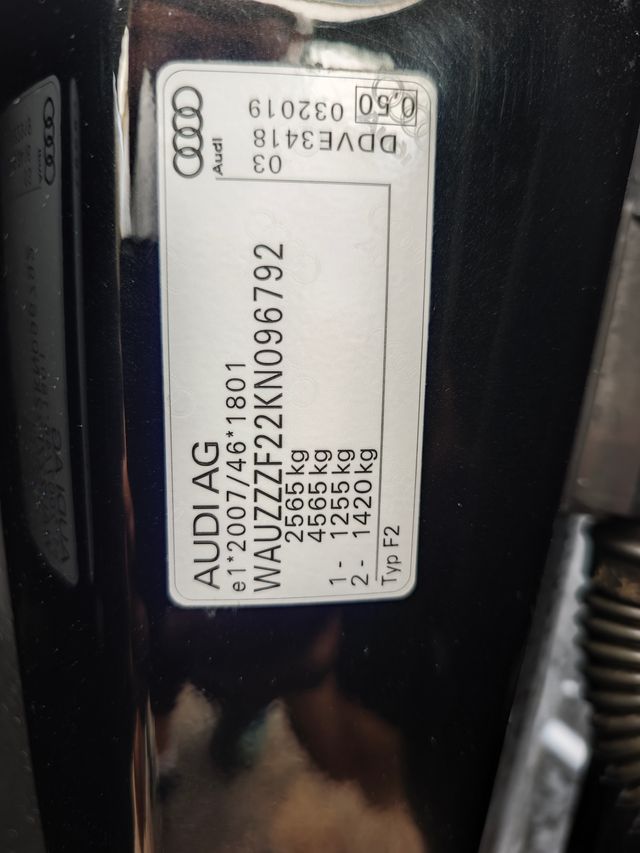 AUDI AG
e1*2007/46*1801
WAUZZZF22KN096792
2565 kg
4565 kg
1- 1255 kg
2- 1420 kg
Typ F2
Audi
03
DDVE3418
032019
0,50